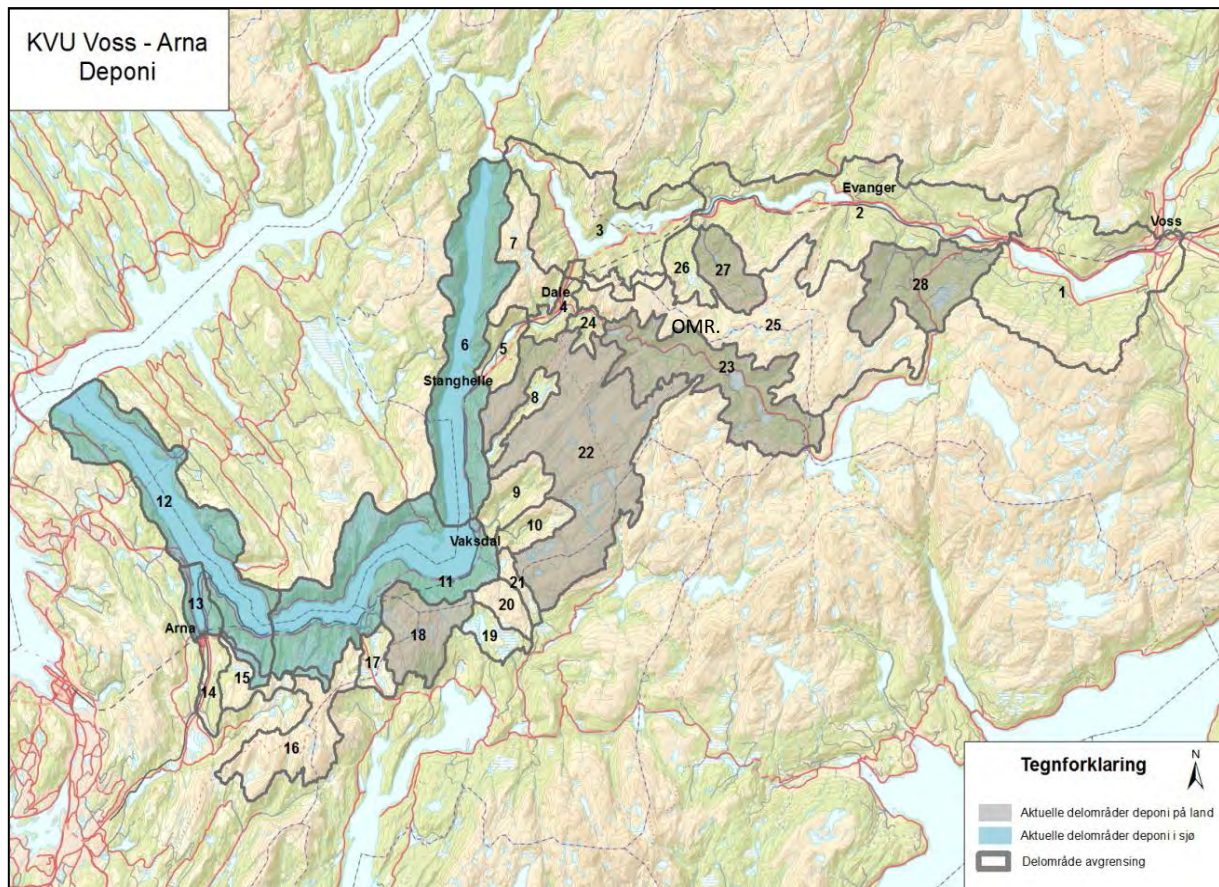 KVU Voss - Arna
Deponi
Evanger
2
Voss
3
7
26
27
28
1
Dale
4
24
OMR.
25
6
5
23
Stanghelle
8
22
9
12
10
Vaksdal
11
21
13
20
Arna
18
19
17
15
14
16
Tegnforklaring
N
Aktuelle delområder deponi på land
Aktuelle delområder deponi i sjø
Delområde avgrensing